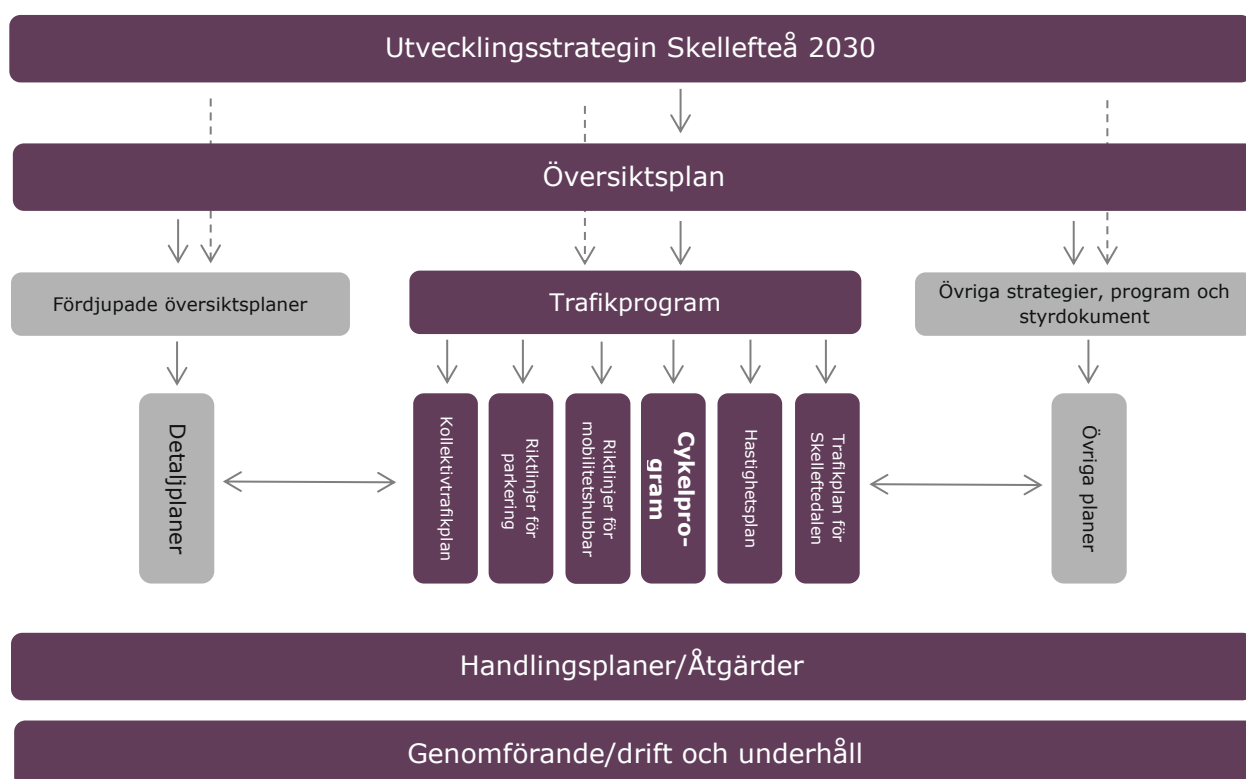 Utvecklingsstrategin Skellefteå 2030
Översiktsplan
Fördjupade översiktsplaner
Trafikprogram
Övriga strategier, program och
styrdokument
Detaljplaner
Kollektivtrafikplan
Riktlinjer för
parkering
Riktlinjer för
mobilitetshubbar
Cykelpro-
gram
Hastighetsplan
Trafikplan för
Skelleftedalen
Övriga planer
Handlingsplaner/Åtgärder
Genomförande/drift och underhåll